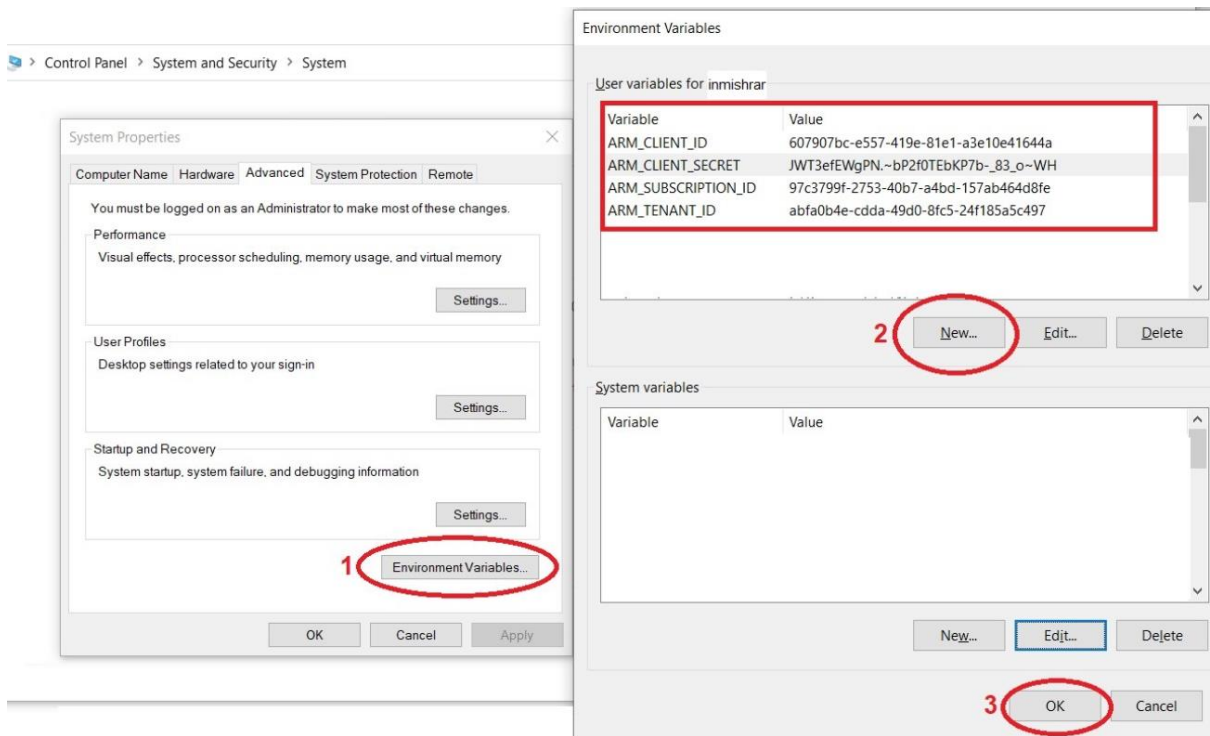 Control Panel > System and Security > System
System Properties
Computer Name Hardware Advanced System Protection Remote
You must be logged on as an Administrator to make most of these changes.
Performance
Visual effects, processor scheduling, memory usage, and virtual memory
Settings...
User Profiles
Desktop settings related to your sign-in
Settings...
Startup and Recovery
System startup, system failure, and debugging information
Settings...
1
Environment Variables...
OK Cancel Apply
Environment Variables
User variables for inmishrar
Variable Value
ARM_CLIENT_ID 607907bc-e557-419e-81e1-a3e10e41644a
ARM_CLIENT_SECRET JWT3efEWgPN.~bP2f0TEbKP7b-_83_o~WH
ARM_SUBSCRIPTION_ID 97c3799f-2753-40b7-a4bd-157ab464d8fe
ARM_TENANT_ID abfa0b4e-cdda-49d0-8fc5-24f185a5c497
2 New... Edit... Delete
System variables
Variable Value
New... Edit... Delete
3 OK Cancel